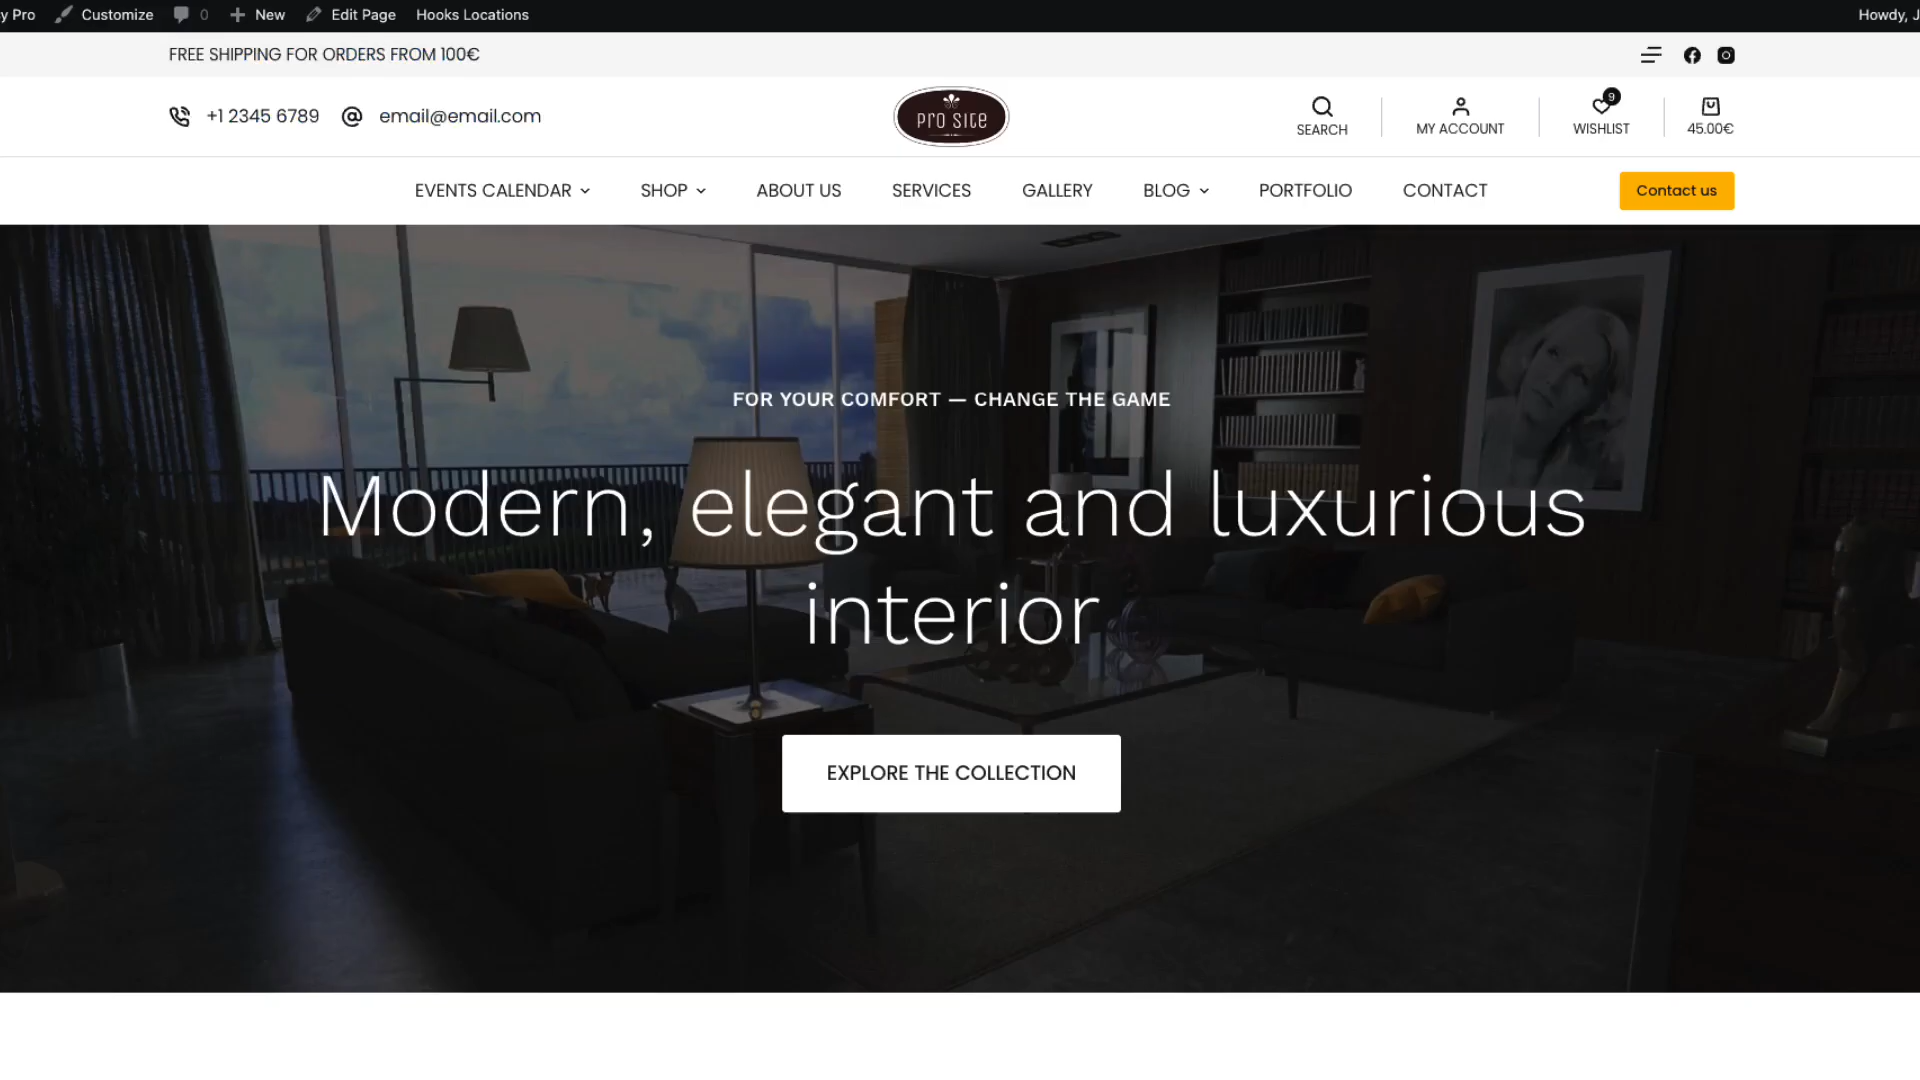 y Pro Customize 0 New Edit Page Hooks Locations Howdy, J
FREE SHIPPING FOR ORDERS FROM 100€
+1 2345 6789 email@email.com
Pro Site
SEARCH
MY ACCOUNT
9
WISHLIST
45.00€
EVENTS CALENDAR SHOP ABOUT US SERVICES GALLERY BLOG PORTFOLIO CONTACT Contact us
FOR YOUR COMFORT — CHANGE THE GAME
Modern, elegant and luxurious
interior
EXPLORE THE COLLECTION